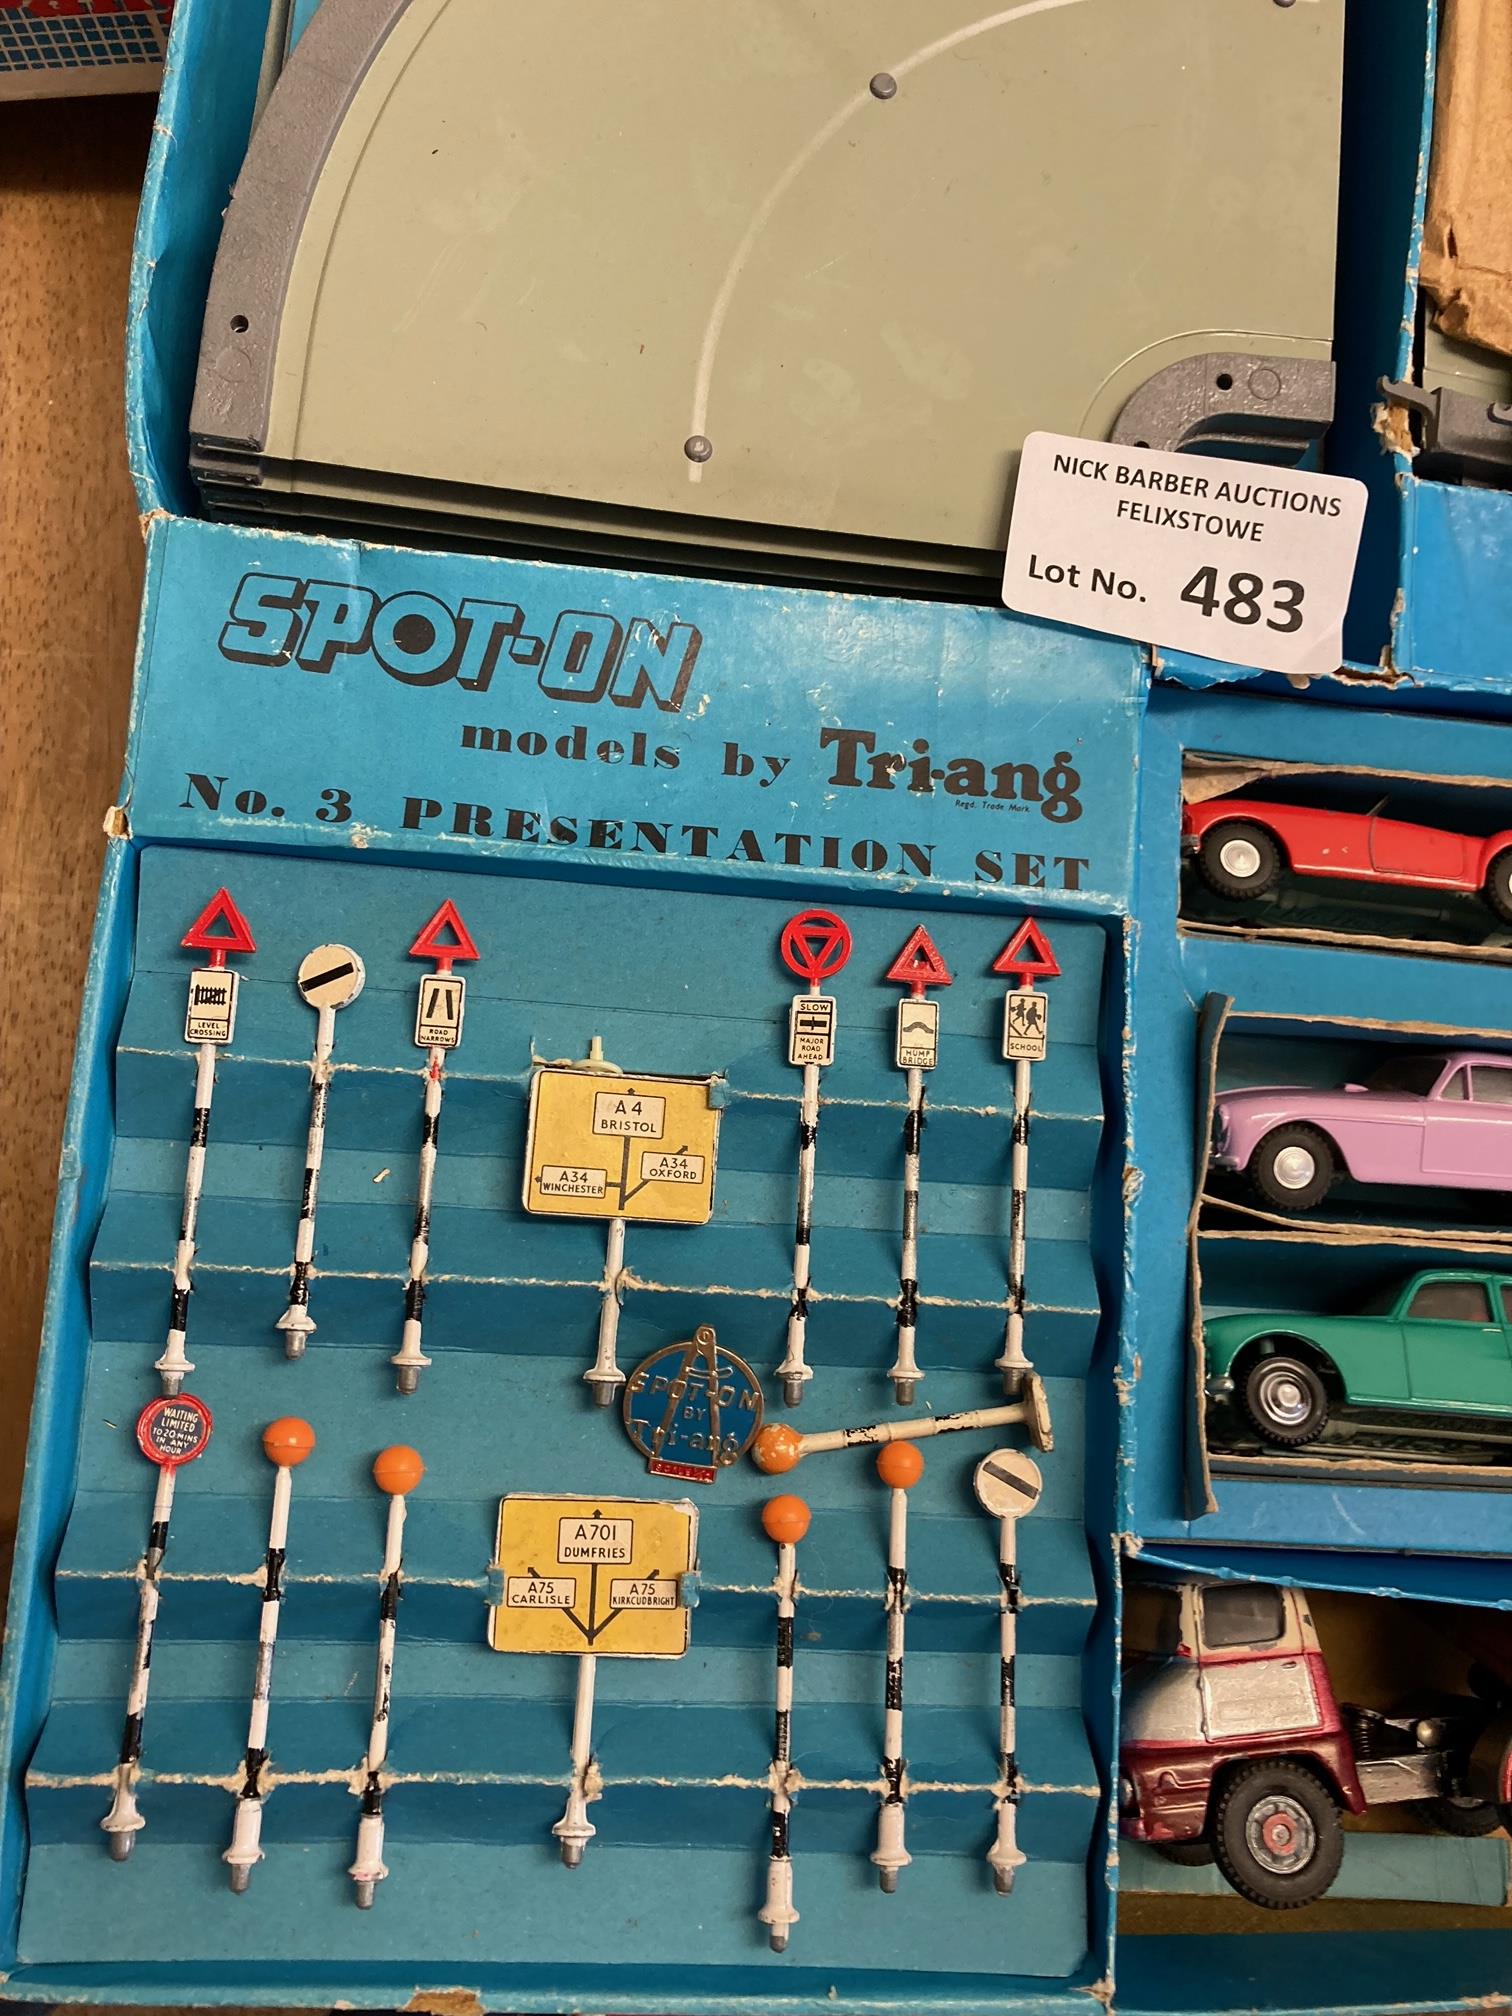 NICK BARBER AUCTIONS
FELIXSTOWE
Lot No. 483
SPOT-ON
models by Tri-ang
Regd. Trade Mark
No. 3 PRESENTATION SET
LEVEL
CROSSING
ROAD
NARROWS
SLOW
MAJOR
ROAD
AHEAD
HUMP
BRIDGE
SCHOOL
A4
BRISTOL
A34
WINCHESTER
A34
OXFORD
SPOT-ON
BY
Tri-ang
WAITING
LIMITED
TO 20 MINS
IN ANY
HOUR
A701
DUMFRIES
A75
CARLISLE
A75
KIRKCUDBRIGHT